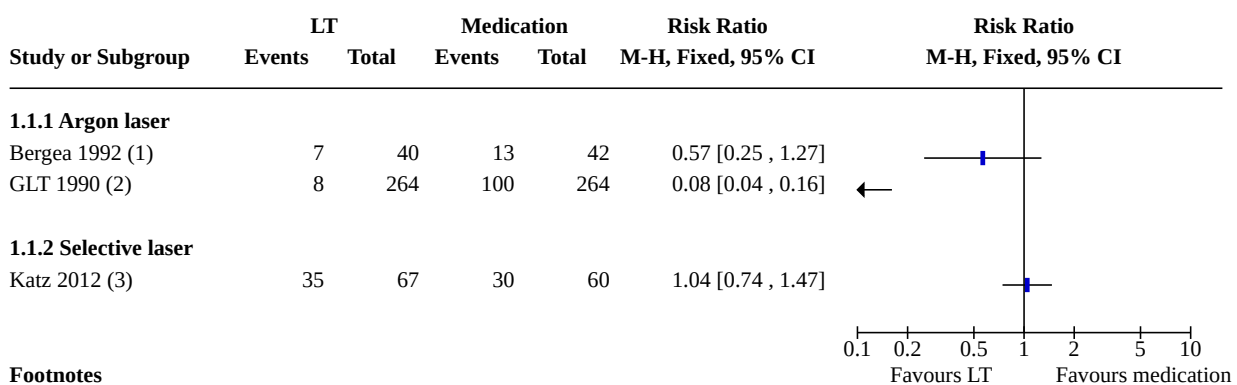 LT Medication Risk Ratio Risk Ratio
Study or Subgroup Events Total Events Total M-H, Fixed, 95% CI M-H, Fixed, 95% CI
1.1.1 Argon laser
Bergea 1992 (1) 7 40 13 42 0.57 [0.25 , 1.27]
GLT 1990 (2) 8 264 100 264 0.08 [0.04 , 0.16]
1.1.2 Selective laser
Katz 2012 (3) 35 67 30 60 1.04 [0.74 , 1.47]
0.1 0.2 0.5 1 2 5 10
Footnotes Favours LT Favours medication